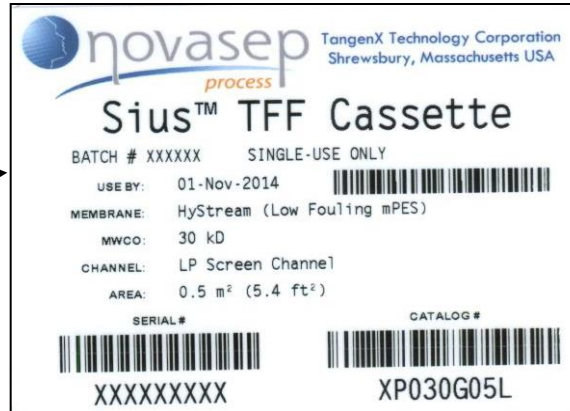 novasep
process
TangenX Technology Corporation
Shrewsbury, Massachusetts USA
Sius™ TFF Cassette
BATCH # XXXXXX SINGLE-USE ONLY
USE BY: 01-Nov-2014
MEMBRANE: HyStream (Low Fouling mPES)
MWCO: 30 kD
CHANNEL: LP Screen Channel
AREA: 0.5 m² (5.4 ft²)
SERIAL# CATALOG #
XXXXXXXXX XP030G05L